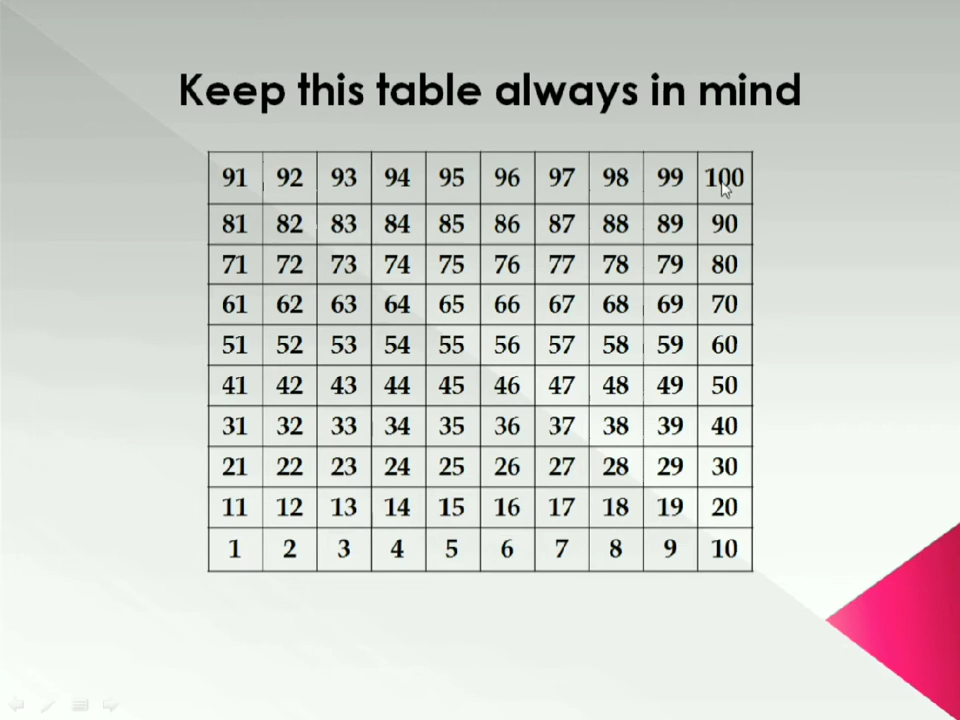 Keep this table always in mind
91 92 93 94 95 96 97 98 99 100
81 82 83 84 85 86 87 88 89 90
71 72 73 74 75 76 77 78 79 80
61 62 63 64 65 66 67 68 69 70
51 52 53 54 55 56 57 58 59 60
41 42 43 44 45 46 47 48 49 50
31 32 33 34 35 36 37 38 39 40
21 22 23 24 25 26 27 28 29 30
11 12 13 14 15 16 17 18 19 20
1 2 3 4 5 6 7 8 9 10